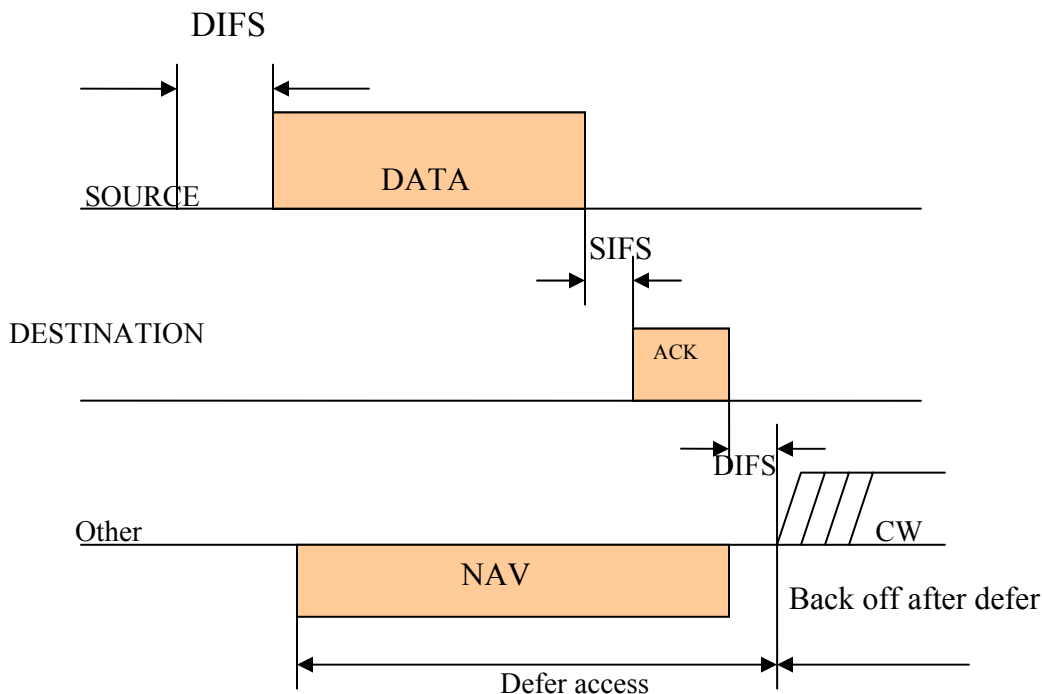 DIFS
DATA
SOURCE
SIFS
DESTINATION
ACK
DIFS
Other
CW
NAV
Back off after defer
Defer access